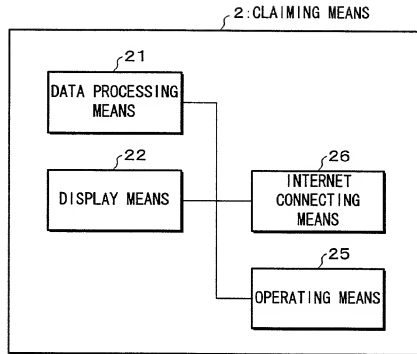 2:CLAIMING MEANS
21
DATA PROCESSING
MEANS
22
DISPLAY MEANS
26
INTERNET
CONNECTING
MEANS
25
OPERATING MEANS